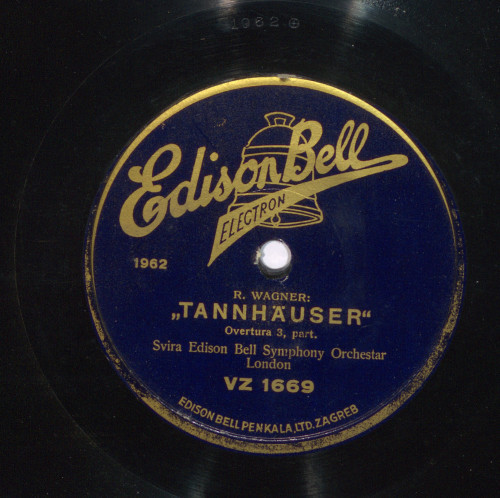 1962
Edison Bell
ELECTRON
1962
R. WAGNER:
„TANNHÄUSER“
Overtura 3, part.
Svira Edison Bell Symphony Orchestar
London
VZ 1669
EDISON BELL PENKALA, LTD. ZAGREB